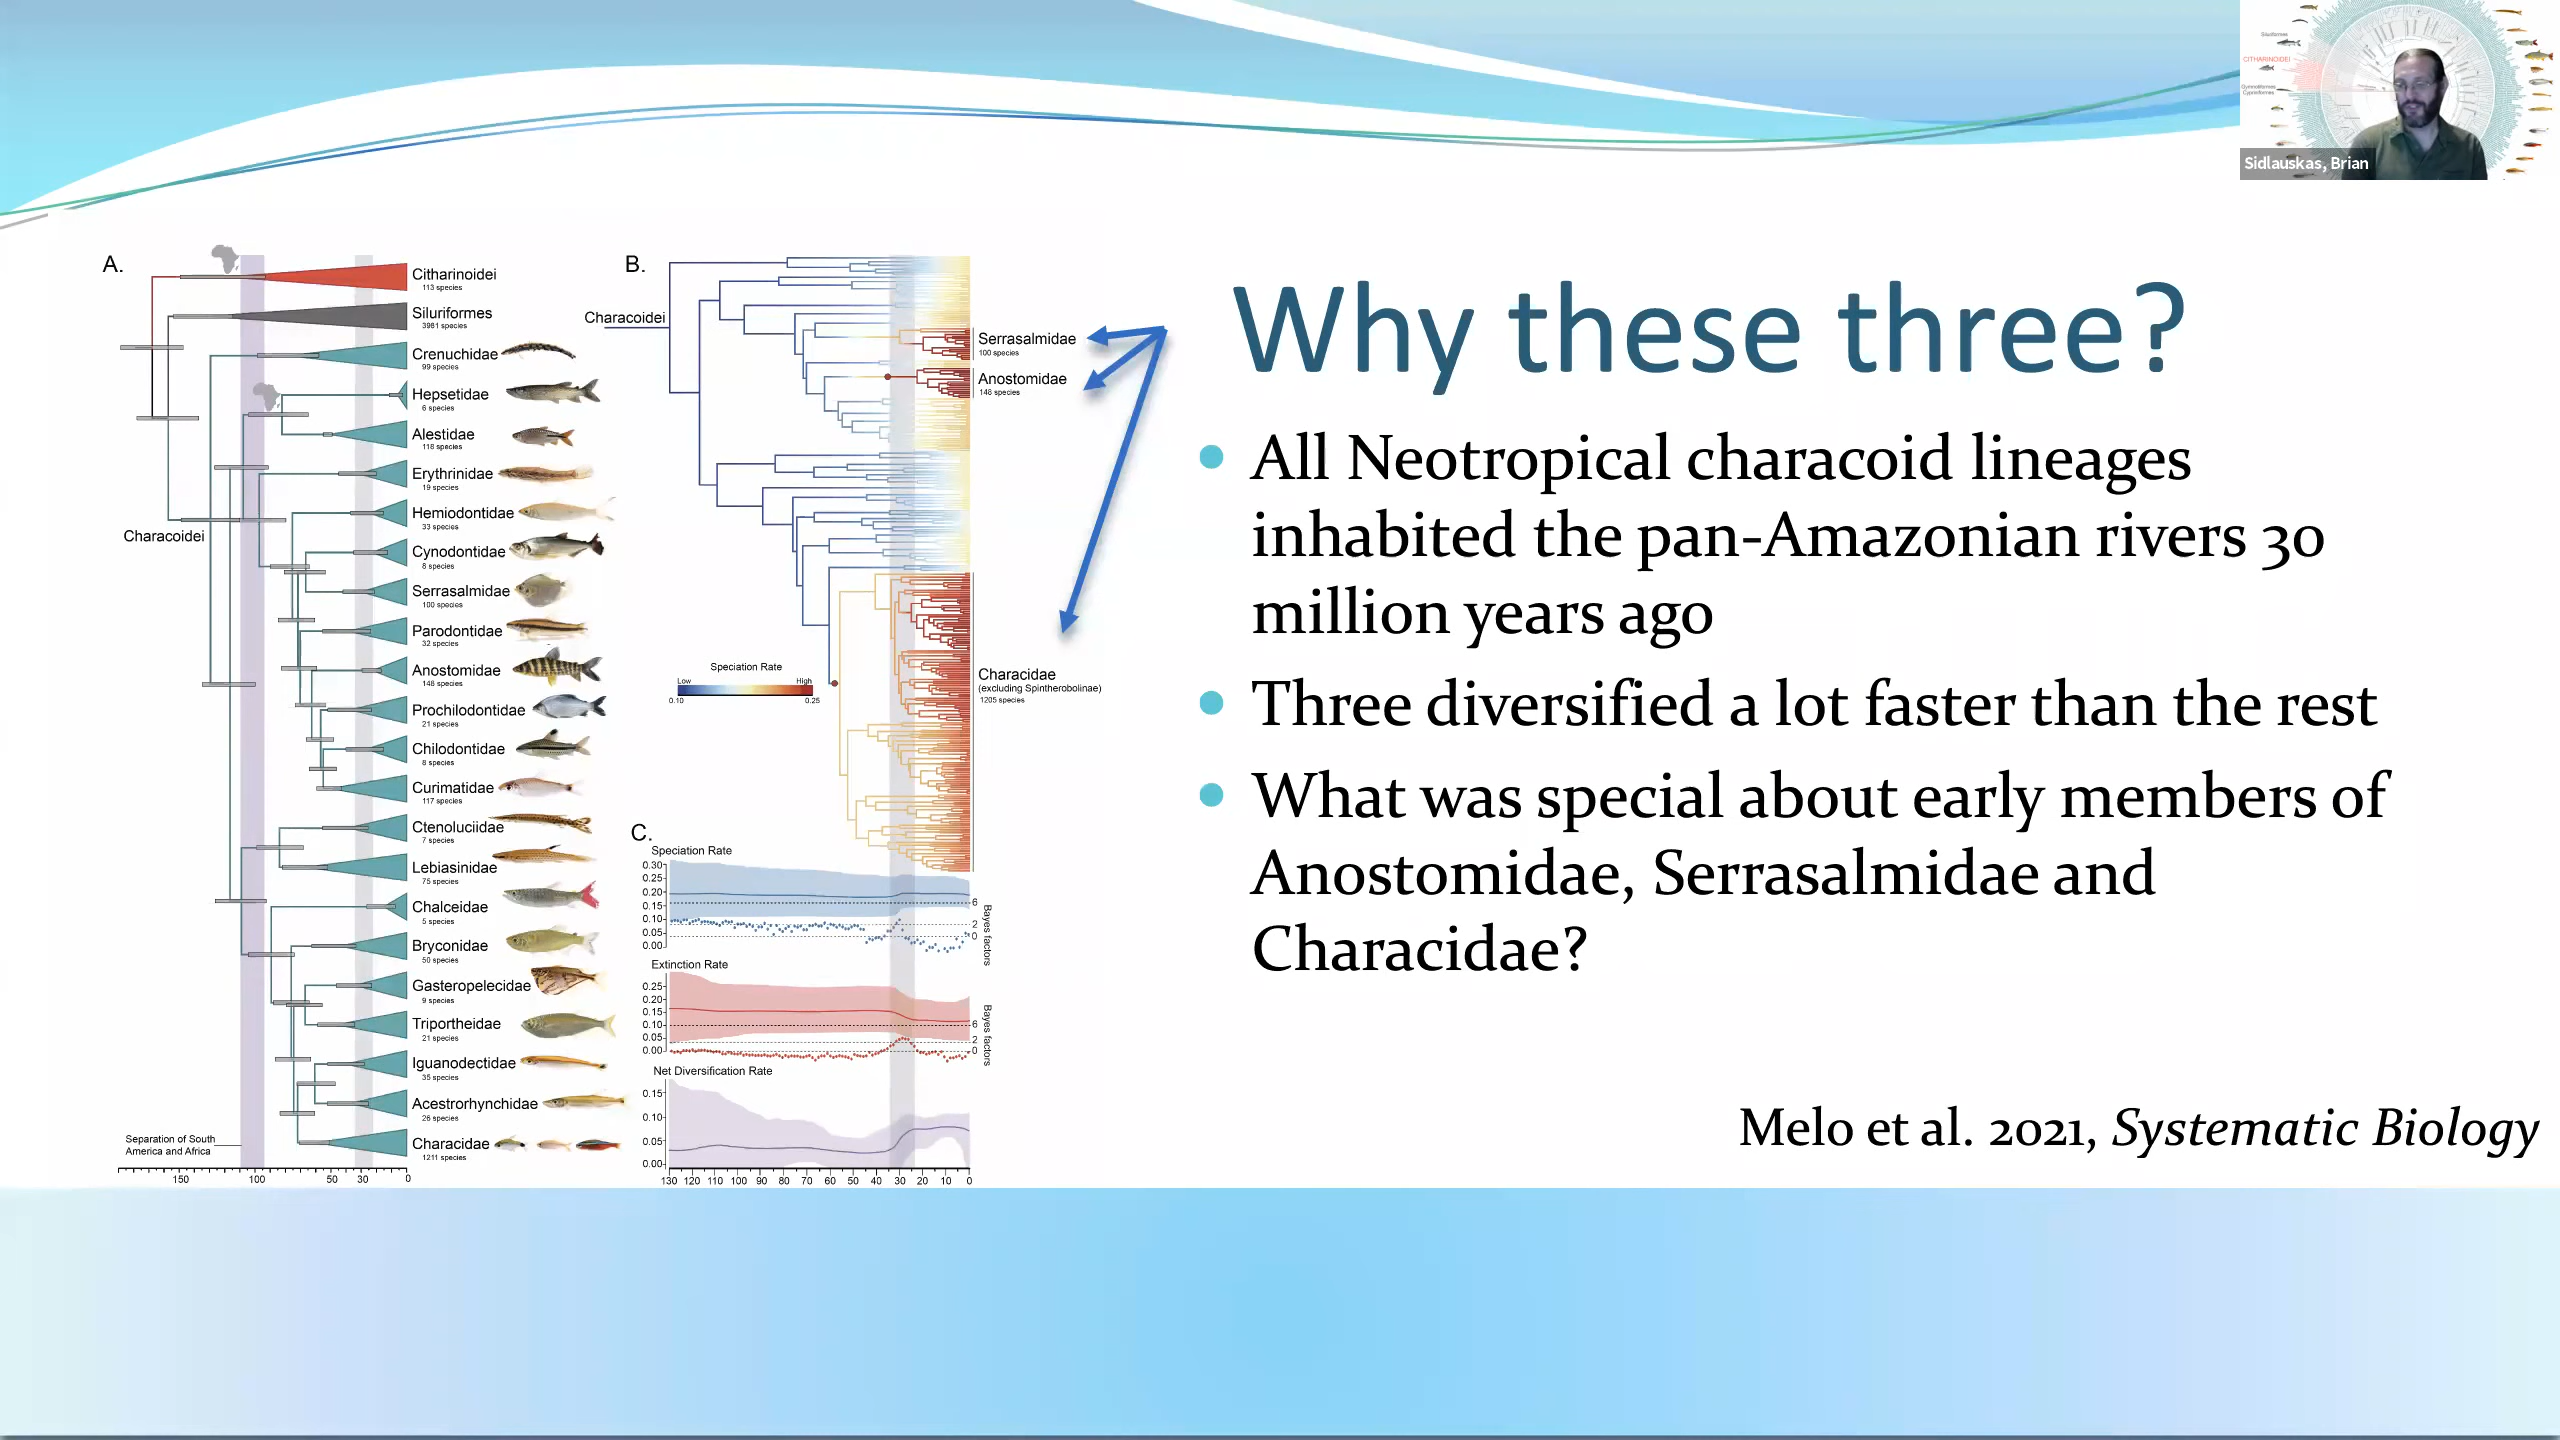 Siluriformes
CITHARINOIDEI
Gymnotiformes
Cypriniformes
Sidlauskas, Brian
Why these three?
All Neotropical characoid lineages
inhabited the pan-Amazonian rivers 30
million years ago
Three diversified a lot faster than the rest
What was special about early members of
Anostomidae, Serrasalmidae and
Characidae?
Melo et al. 2021, Systematic Biology
A.
Citharinoidei
113 species
Siluriformes
3981 species
Crenuchidae
99 species
Hepsetidae
6 species
Alestidae
118 species
Erythrinidae
19 species
Hemiodontidae
33 species
Characoidei
Cynodontidae
8 species
Serrasalmidae
100 species
Parodontidae
32 species
Anostomidae
148 species
Prochilodontidae
21 species
Chilodontidae
8 species
Curimatidae
117 species
Ctenoluciidae
7 species
Lebiasinidae
75 species
Chalceidae
5 species
Bryconidae
50 species
Gasteropelecidae
9 species
Triportheidae
21 species
Iguanodectidae
35 species
Acestrorhynchidae
26 species
Characidae
1211 species
Separation of South
America and Africa
150 100 50 30 0
B.
Characoidei
Serrasalmidae
100 species
Anostomidae
148 species
Speciation Rate
Low High
0.10 0.25
Characidae
(excluding Spintherobolinae)
1205 species
C.
Speciation Rate
0.30
0.25
0.20
0.15
0.10
0.05
0.00
6
2
0
Bayes factors
Extinction Rate
0.25
0.20
0.15
0.10
0.05
0.00
6
2
0
Bayes factors
Net Diversification Rate
0.15
0.10
0.05
0.00
130 120 110 100 90 80 70 60 50 40 30 20 10 0